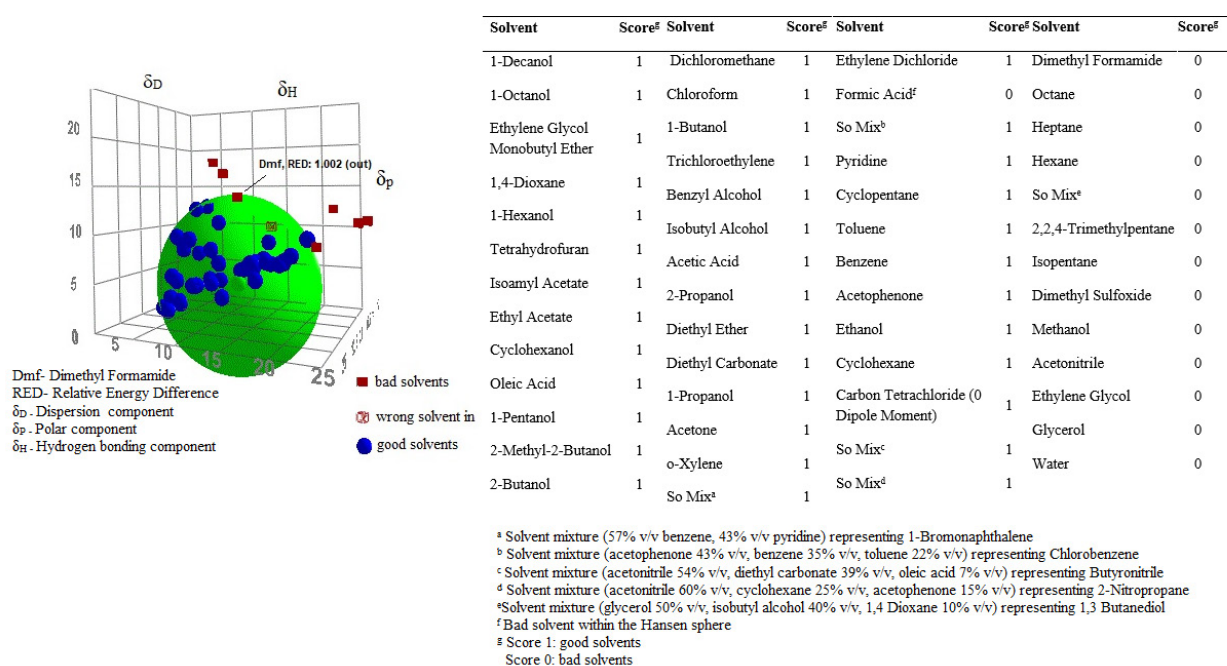 δD
δH
20
Dmf, RED: 1.002 (out)
15
δp
10
5
0
0 5 10 15 20 25
Dmf- Dimethyl Formamide
RED- Relative Energy Difference
δD - Dispersion component
δP - Polar component
δH - Hydrogen bonding component
bad solvents
wrong solvent in
good solvents
Solvent Scoreᵍ Solvent Scoreᵍ Solvent Scoreᵍ Solvent Scoreᵍ
1-Decanol 1 Dichloromethane 1 Ethylene Dichloride 1 Dimethyl Formamide 0
1-Octanol 1 Chloroform 1 Formic Acidᶠ 0 Octane 0
Ethylene Glycol
Monobutyl Ether 1 1-Butanol 1 So Mixᵇ 1 Heptane 0
Trichloroethylene 1 Pyridine 1 Hexane 0
1,4-Dioxane 1 Benzyl Alcohol 1 Cyclopentane 1 So Mixᵉ 0
1-Hexanol 1 Isobutyl Alcohol 1 Toluene 1 2,2,4-Trimethylpentane 0
Tetrahydrofuran 1 Acetic Acid 1 Benzene 1 Isopentane 0
Isoamyl Acetate 1 2-Propanol 1 Acetophenone 1 Dimethyl Sulfoxide 0
Ethyl Acetate 1 Diethyl Ether 1 Ethanol 1 Methanol 0
Cyclohexanol 1 Diethyl Carbonate 1 Cyclohexane 1 Acetonitrile 0
Oleic Acid 1 1-Propanol 1 Carbon Tetrachloride (0
Dipole Moment) 1 Ethylene Glycol 0
1-Pentanol 1 Acetone 1 Glycerol 0
2-Methyl-2-Butanol 1 o-Xylene 1 So Mixᶜ 1 Water 0
2-Butanol 1 So Mixᵃ 1 So Mixᵈ 1
ᵃ Solvent mixture (57% v/v benzene, 43% v/v pyridine) representing 1-Bromonaphthalene
ᵇ Solvent mixture (acetophenone 43% v/v, benzene 35% v/v, toluene 22% v/v) representing Chlorobenzene
ᶜ Solvent mixture (acetonitrile 54% v/v, diethyl carbonate 39% v/v, oleic acid 7% v/v) representing Butyronitrile
ᵈ Solvent mixture (acetonitrile 60% v/v, cyclohexane 25% v/v, acetophenone 15% v/v) representing 2-Nitropropane
ᵉSolvent mixture (glycerol 50% v/v, isobutyl alcohol 40% v/v, 1,4 Dioxane 10% v/v) representing 1,3 Butanediol
ᶠ Bad solvent within the Hansen sphere
ᵍ Score 1: good solvents
Score 0: bad solvents